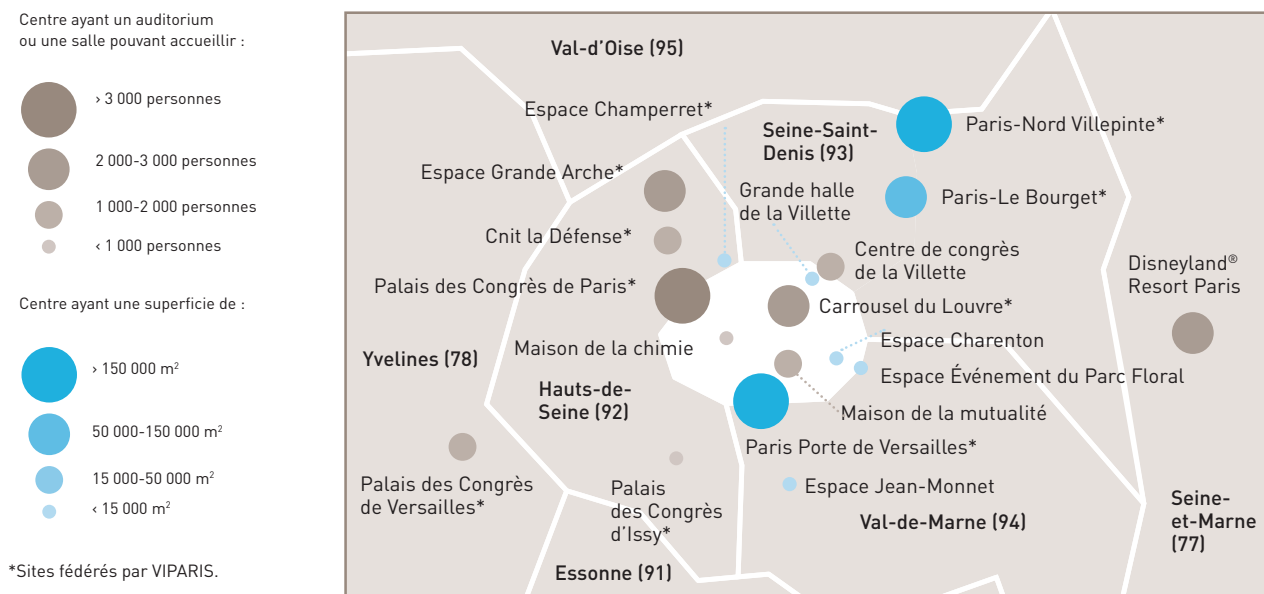 Centre ayant un auditorium
ou une salle pouvant accueillir :
› 3 000 personnes
2 000-3 000 personnes
1 000-2 000 personnes
‹ 1 000 personnes
Centre ayant une superficie de :
› 150 000 m²
50 000-150 000 m²
15 000-50 000 m²
‹ 15 000 m²
*Sites fédérés par VIPARIS.
Val-d’Oise (95)
Espace Champerret*
Seine-Saint-
Denis (93)
Paris-Nord Villepinte*
Espace Grande Arche*
Grande halle
de la Villette
Paris-Le Bourget*
Cnit la Défense*
Centre de congrès
de la Villette
Disneyland®
Resort Paris
Palais des Congrès de Paris*
Carrousel du Louvre*
Espace Charenton
Maison de la chimie
Yvelines (78)
Espace Événement du Parc Floral
Hauts-de-
Seine (92)
Maison de la mutualité
Paris Porte de Versailles*
Palais des Congrès
de Versailles*
Palais
des Congrès
d’Issy*
Espace Jean-Monnet
Val-de-Marne (94)
Seine-
et-Marne
(77)
Essonne (91)